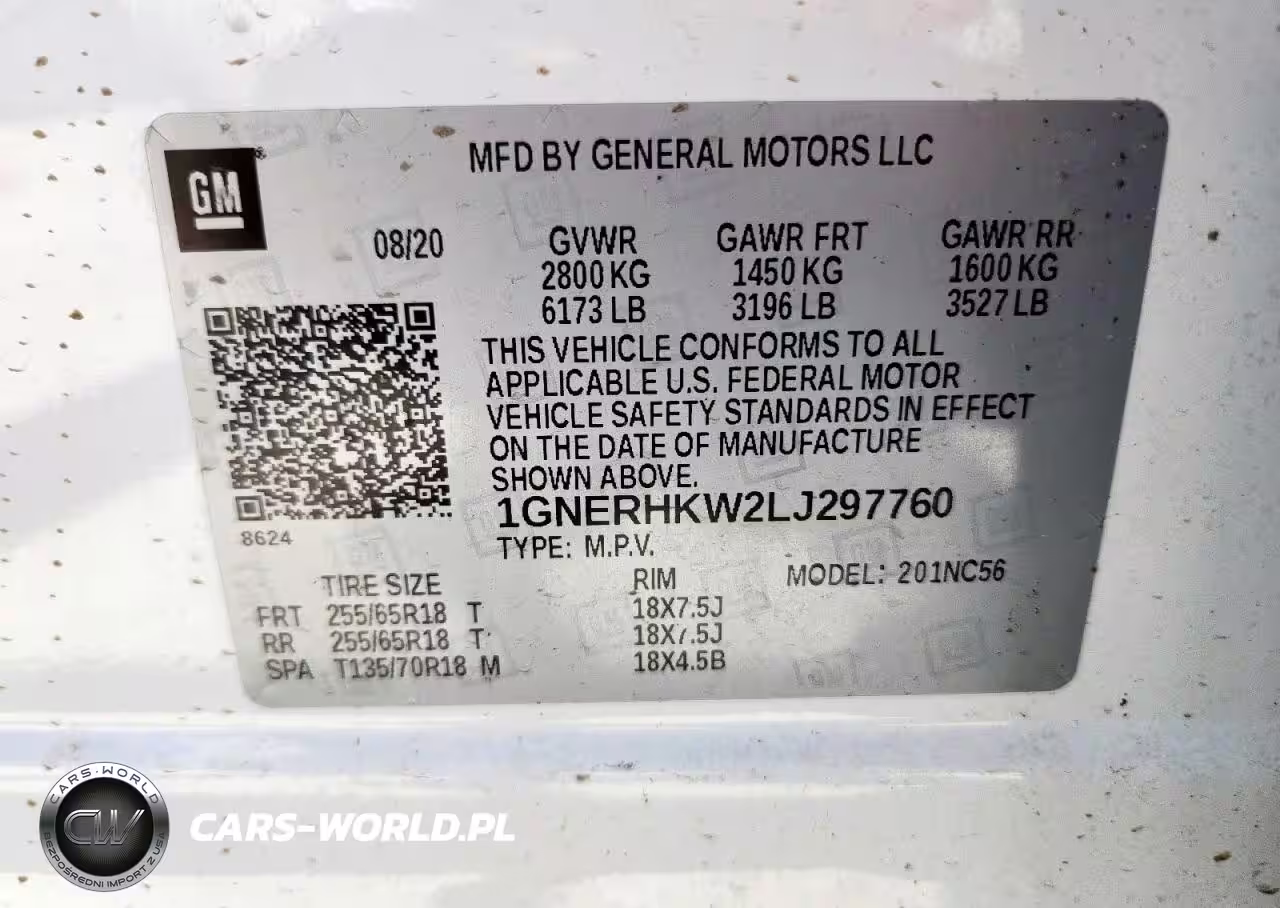 MFD BY GENERAL MOTORS LLC
GM
08/20 GVWR GAWR FRT GAWR RR
2800 KG 1450 KG 1600 KG
6173 LB 3196 LB 3527 LB
THIS VEHICLE CONFORMS TO ALL
APPLICABLE U.S. FEDERAL MOTOR
VEHICLE SAFETY STANDARDS IN EFFECT
ON THE DATE OF MANUFACTURE
SHOWN ABOVE.
1GNERHKW2LJ297760
8624
TYPE: M.P.V.
TIRE SIZE RIM MODEL: 201NC56
FRT 255/65R18 T 18X7.5J
RR 255/65R18 T 18X7.5J
SPA T135/70R18 M 18X4.5B
CARS-WORLD
CW
BEZPOŚREDNI IMPORT Z USA
CARS-WORLD.PL